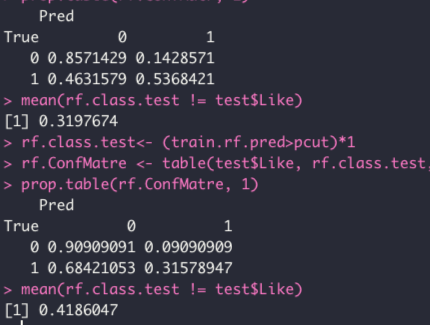 Pred
True         0         1
   0 0.8571429 0.1428571
   1 0.4631579 0.5368421
> mean(rf.class.test != test$Like)
[1] 0.3197674
> rf.class.test<- (train.rf.pred>pcut)*1
> rf.ConfMatre <- table(test$Like, rf.class.test,
> prop.table(rf.ConfMatre, 1)
    Pred
True          0          1
   0 0.90909091 0.09090909
   1 0.68421053 0.31578947
> mean(rf.class.test != test$Like)
[1] 0.4186047